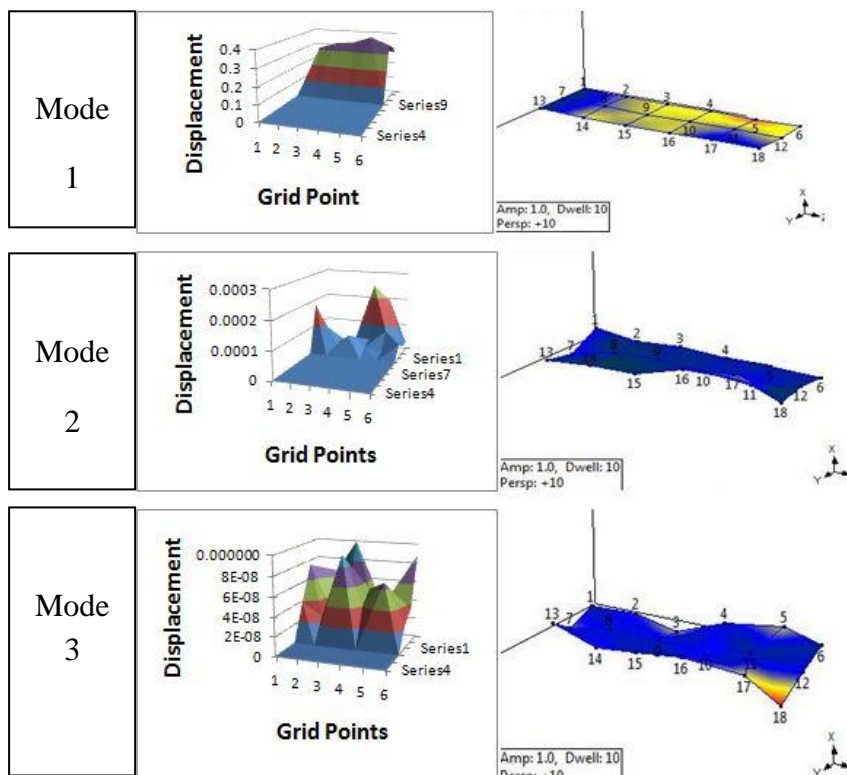 Mode
1
Displacement
0.4
0.3
0.2
0.1
0
1 2 3 4 5 6
Series9
Series4
Grid Point
1
7
13
2
3
4
5
6
9
10
14
15
16
17
12
18
Amp: 1.0, Dwell: 10
Persp: +10
X
Y
Mode
2
Displacement
0.0003
0.0002
0.0001
0
1 2 3 4 5 6
Series1
Series7
Series4
Grid Points
1
2
3
4
6
7
13
8
15
16
10
17
11
12
18
Amp: 1.0, Dwell: 10
Persp: +10
X
Y
Mode
3
Displacement
0.000000
8E-08
6E-08
4E-08
2E-08
0
1 2 3 4 5 6
Series1
Series4
Grid Points
1
2
3
4
5
6
13
7
8
14
15
16
17
12
18
Amp: 1.0, Dwell: 10
Persp: +10
X
Y